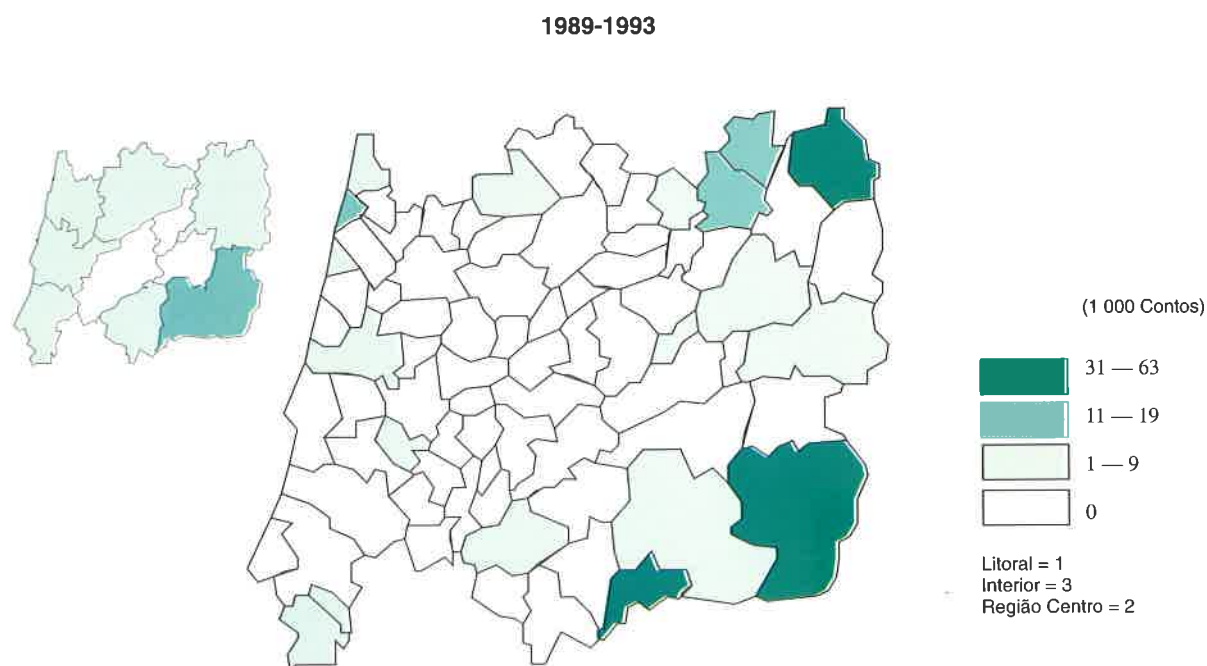 1989-1993
(1 000 Contos)
31 — 63
11 — 19
1 — 9
0
Litoral = 1
Interior = 3
Região Centro = 2